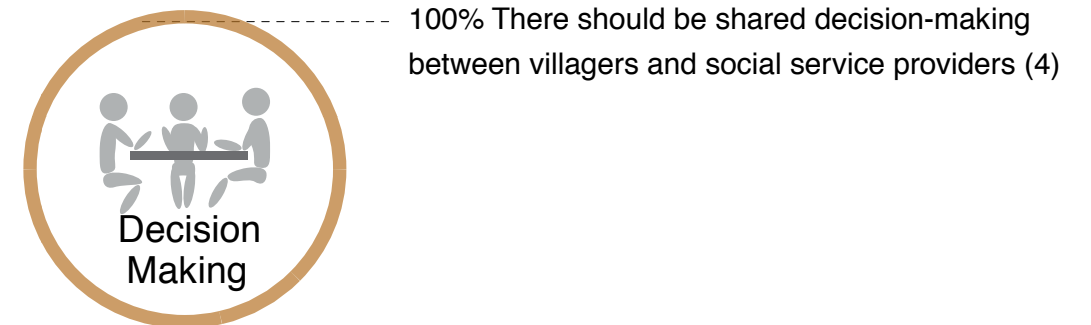 100% There should be shared decision-making
between villagers and social service providers (4)
Decision
Making